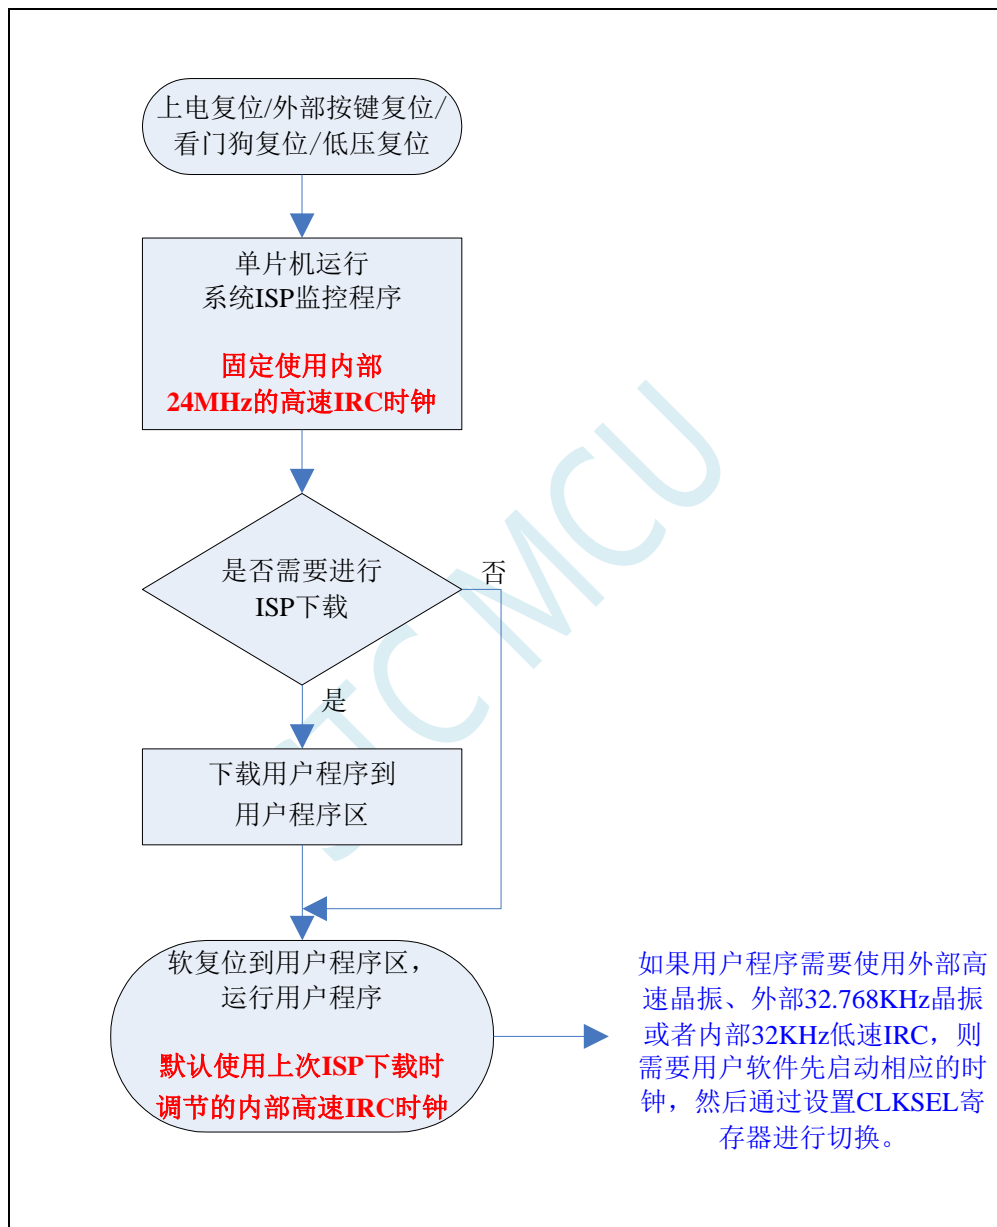 上电复位/外部按键复位/
看门狗复位/低压复位
单片机运行
系统ISP监控程序
固定使用内部
24MHz的高速IRC时钟
是否需要进行
ISP下载
否
是
下载用户程序到
用户程序区
软复位到用户程序区，
运行用户程序
默认使用上次ISP下载时
调节的内部高速IRC时钟
如果用户程序需要使用外部高
速晶振、外部32.768KHz晶振
或者内部32KHz低速IRC，则
需要用户软件先启动相应的时
钟，然后通过设置CLKSEL寄
存器进行切换。
STC MCU